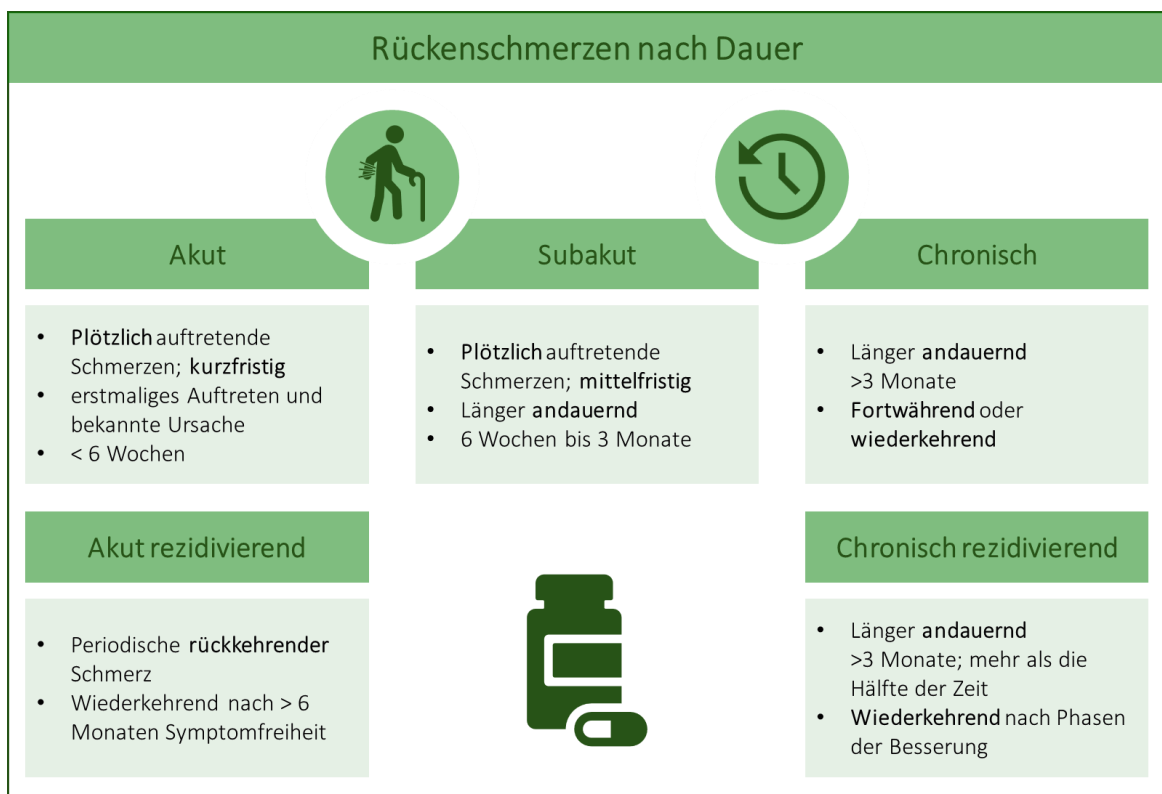 Rückenschmerzen nach Dauer
Akut
• Plötzlich auftretende
Schmerzen; kurzfristig
• erstmaliges Auftreten und
bekannte Ursache
• < 6 Wochen
Subakut
• Plötzlich auftretende
Schmerzen; mittelfristig
• Länger andauernd
• 6 Wochen bis 3 Monate
Chronisch
• Länger andauernd
>3 Monate
• Fortwährend oder
wiederkehrend
Akut rezidivierend
• Periodische rückkehrender
Schmerz
• Wiederkehrend nach > 6
Monaten Symptomfreiheit
Chronisch rezidivierend
• Länger andauernd
>3 Monate; mehr als die
Hälfte der Zeit
• Wiederkehrend nach Phasen
der Besserung